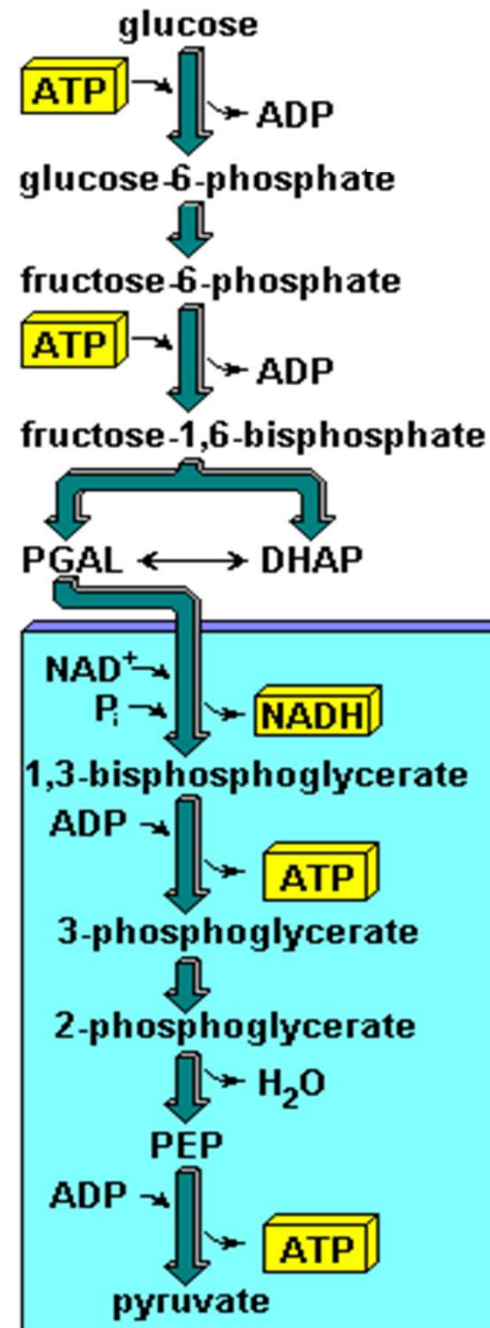 glucose
ATP
ADP
glucose-6-phosphate
fructose-6-phosphate
ATP
ADP
fructose-1,6-bisphosphate
PGAL DHAP
NAD⁺
Pᵢ
NADH
1,3-bisphosphoglycerate
ADP
ATP
3-phosphoglycerate
2-phosphoglycerate
H₂O
PEP
ADP
ATP
pyruvate